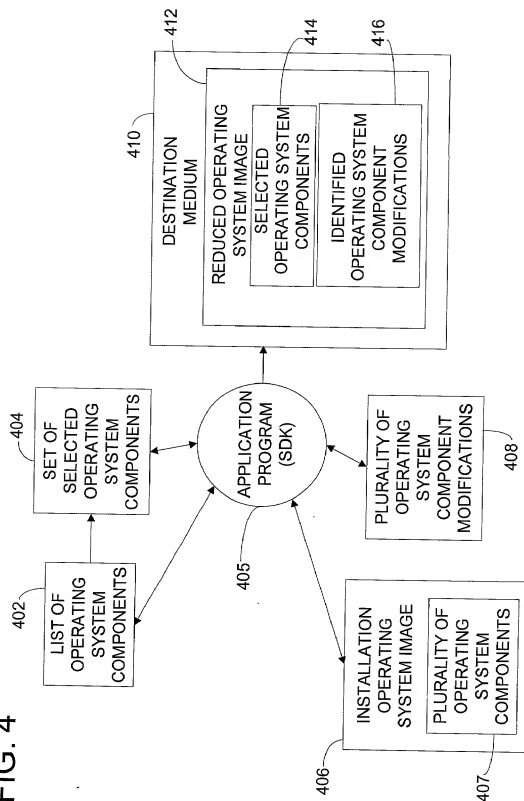 FIG. 4
402
LIST OF
OPERATING
SYSTEM
COMPONENTS
404
SET OF
SELECTED
OPERATING
SYSTEM
COMPONENTS
405
APPLICATION
PROGRAM
(SDK)
406
INSTALLATION
OPERATING
SYSTEM IMAGE
407
PLURALITY OF
OPERATING
SYSTEM
COMPONENTS
408
PLURALITY OF
OPERATING
SYSTEM
COMPONENT
MODIFICATIONS
410
DESTINATION
MEDIUM
412
REDUCED OPERATING
SYSTEM IMAGE
414
SELECTED
OPERATING SYSTEM
COMPONENTS
416
IDENTIFIED
OPERATING SYSTEM
COMPONENT
MODIFICATIONS